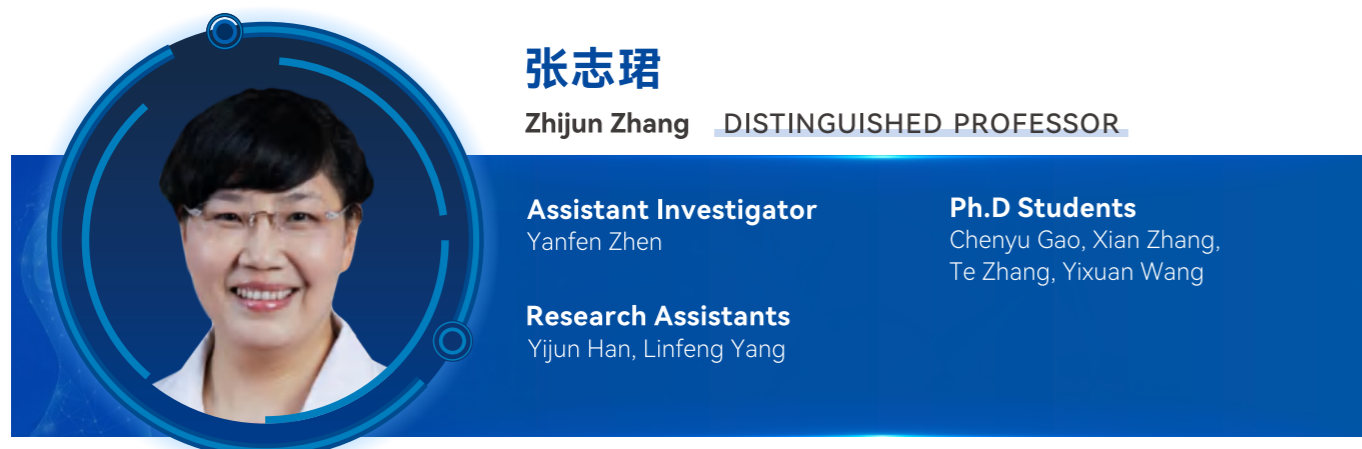 张志珺
Zhijun Zhang DISTINGUISHED PROFESSOR
Assistant Investigator
Yanfen Zhen
Research Assistants
Yijun Han, Linfeng Yang
Ph.D Students
Chenyu Gao, Xian Zhang,
Te Zhang, Yixuan Wang